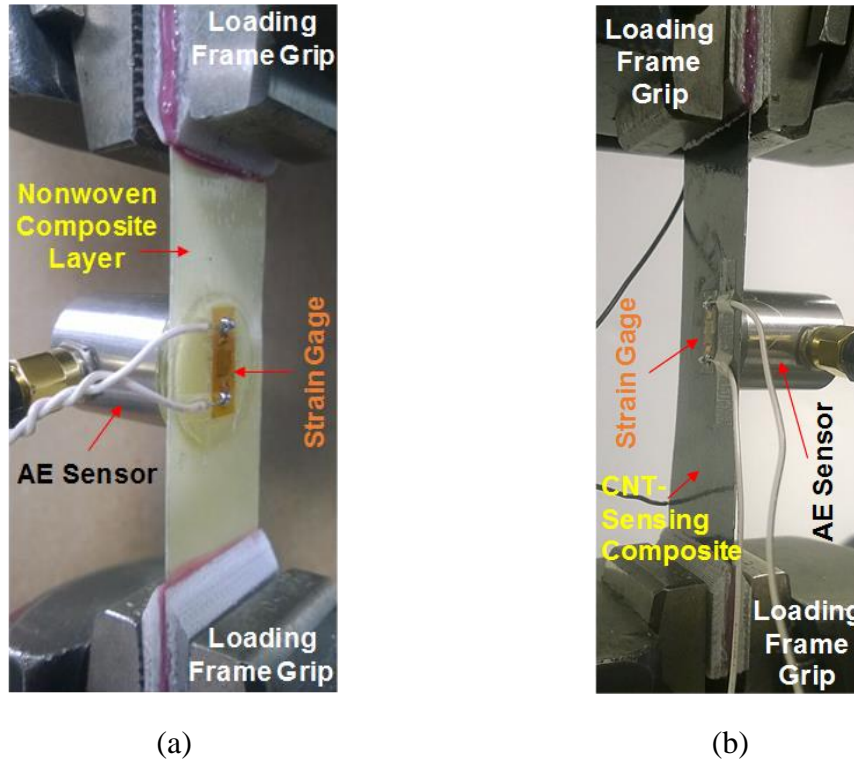 Loading
Frame Grip
Nonwoven
Composite
Layer
Strain Gage
AE Sensor
Loading
Frame Grip
(a)
Loading
Frame
Grip
Strain Gage
AE Sensor
CNT-
Sensing
Composite
Loading
Frame
Grip
(b)